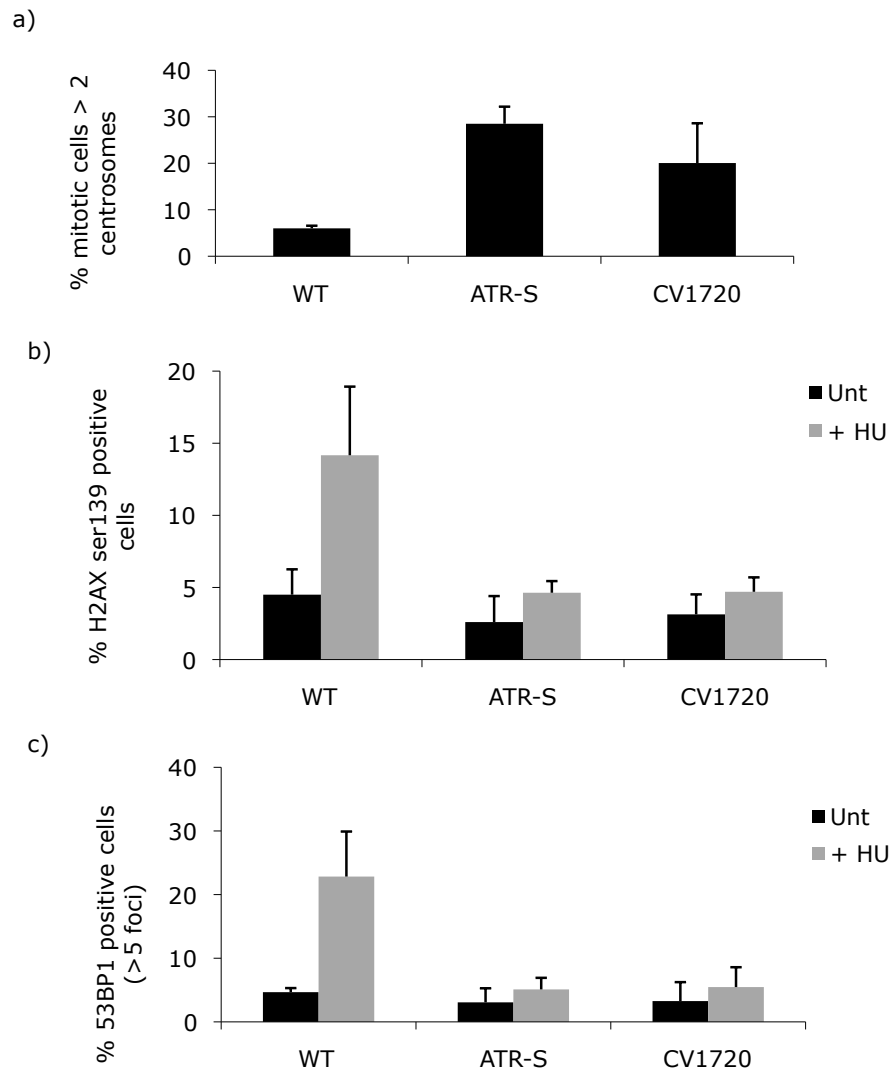 a)
% mitotic cells > 2
centrosomes
40
30
20
10
0
WT
ATR-S
CV1720
b)
% H2AX ser139 positive
cells
20
15
10
5
0
WT
ATR-S
CV1720
Unt
+ HU
c)
% 53BP1 positive cells
(>5 foci)
40
30
20
10
0
WT
ATR-S
CV1720
Unt
+ HU